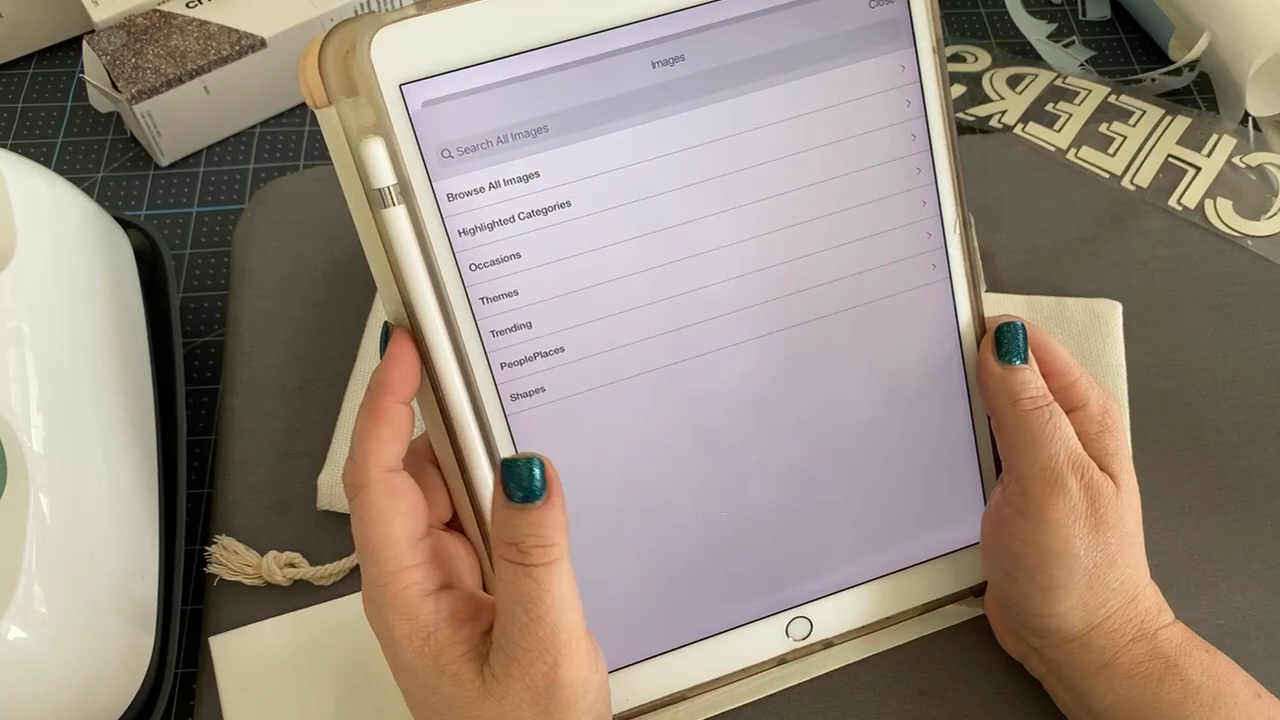 Close
Images
Search All Images
Browse All Images
Highlighted Categories
Occasions
Themes
Trending
PeoplePlaces
Shapes
CHEERS